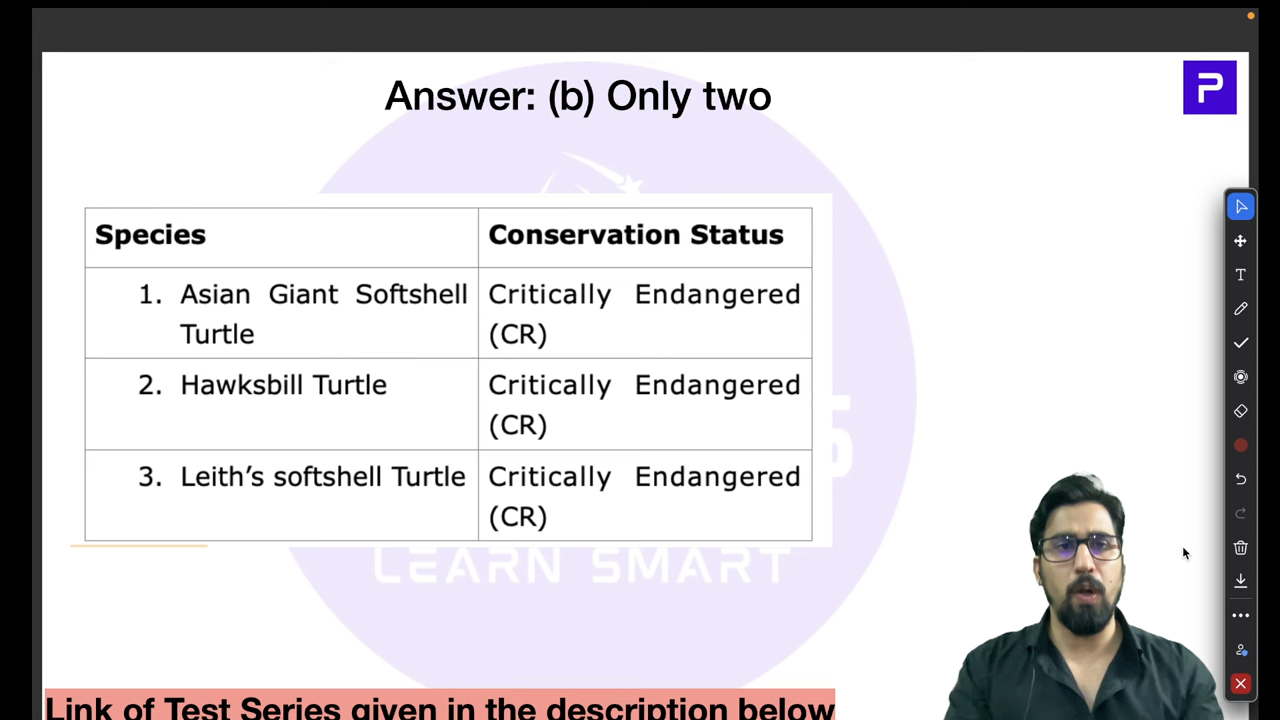 Answer: (b) Only two
P
Species Conservation Status
1. Asian Giant Softshell Critically Endangered
Turtle (CR)
2. Hawksbill Turtle Critically Endangered
(CR)
3. Leith's softshell Turtle Critically Endangered
(CR)
LEARN SMART
Link of Test Series given in the description below